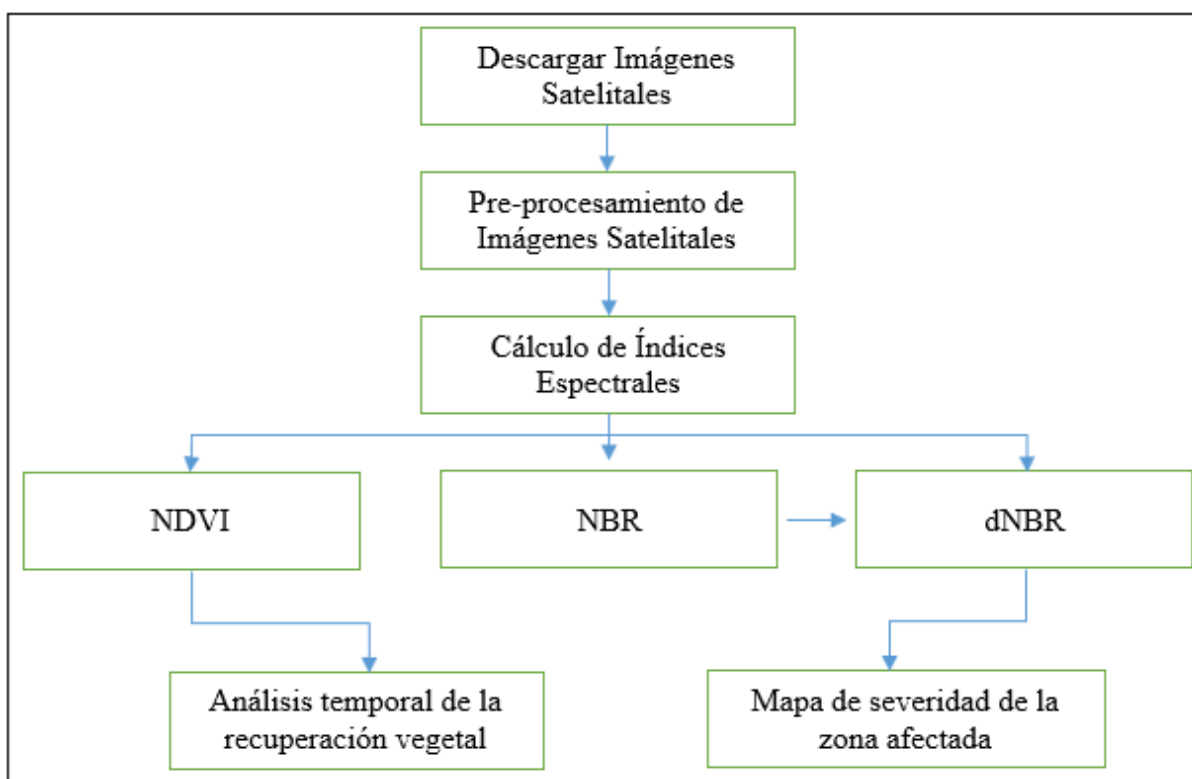 Descargar Imágenes
Satelitales
Pre-procesamiento de
Imágenes Satelitales
Cálculo de Índices
Espectrales
NDVI
NBR
dNBR
Análisis temporal de la
recuperación vegetal
Mapa de severidad de la
zona afectada